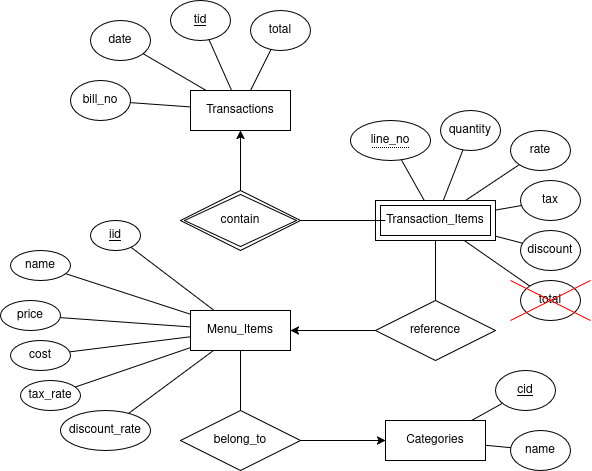 tid
total
date
bill_no
Transactions
line_no
quantity
rate
tax
discount
total
contain
Transaction_Items
iid
name
price
cost
tax_rate
discount_rate
Menu_Items
reference
belong_to
Categories
cid
name